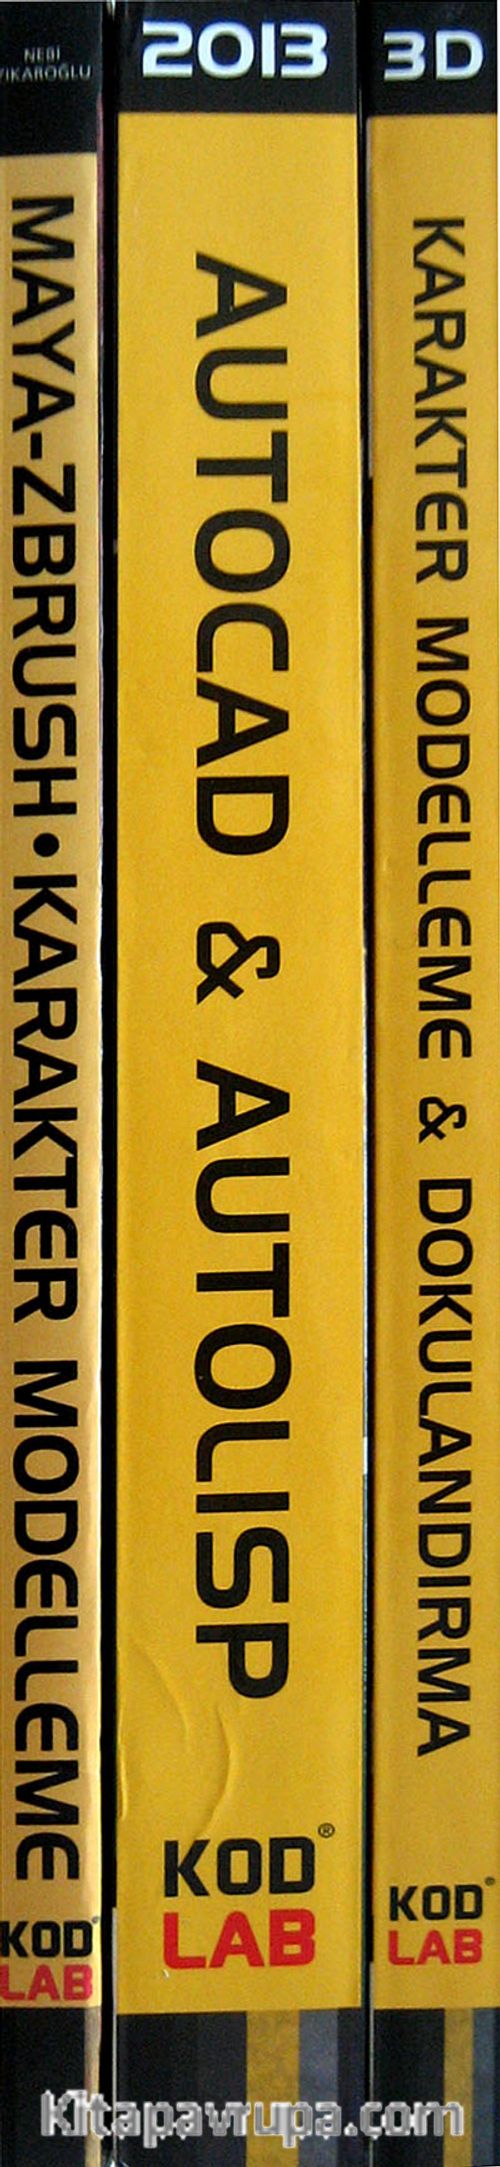 NEBİ
YIKAROĞLU
MAYA-ZBRUSH•KARAKTER MODELLEME
KOD
LAB
2013
AUTOCAD & AUTOLISP
KOD®
LAB
3D
KARAKTER MODELLEME & DOKULANDIRMA
KOD®
LAB
Kitapavrupa.com